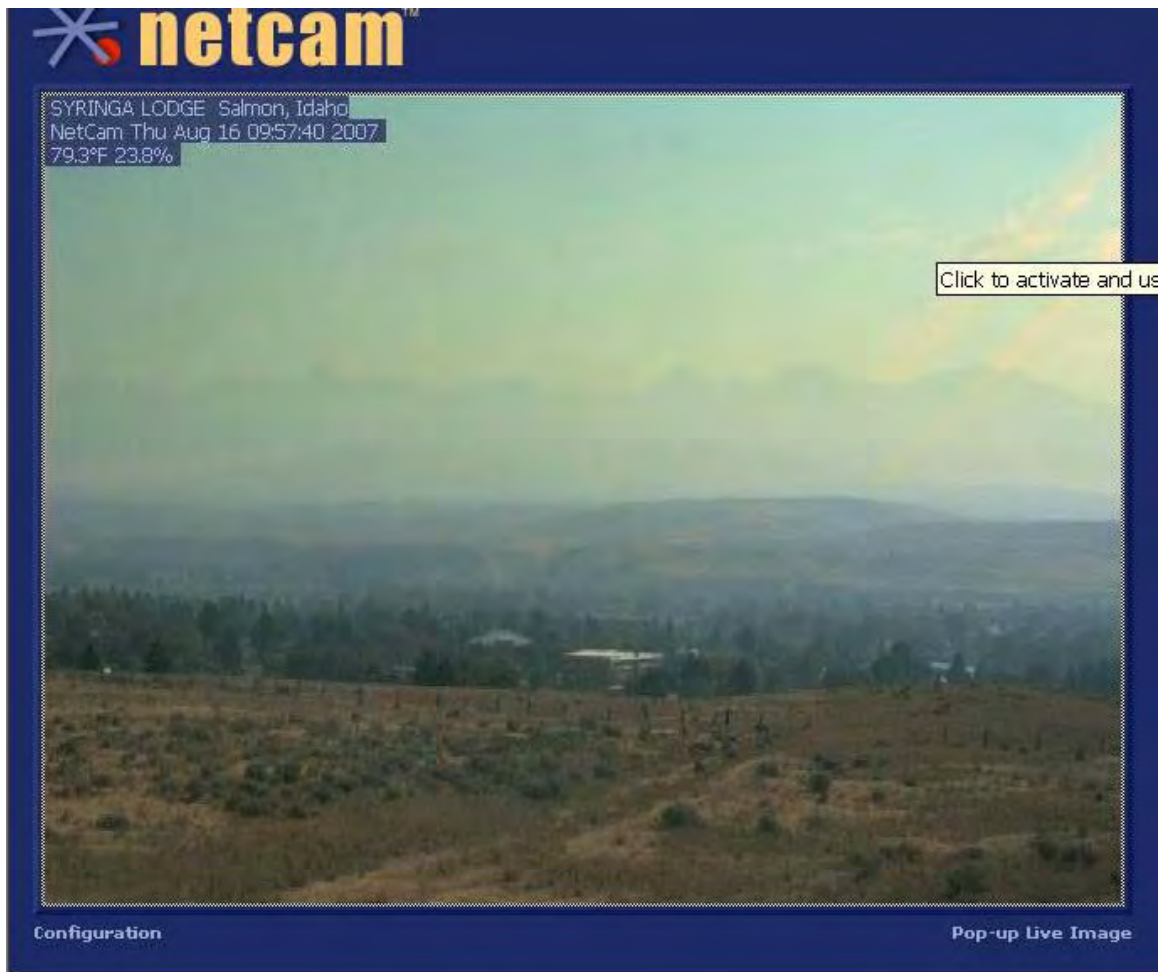 netcam™
SYRINGA LODGE Salmon, Idaho
NetCam Thu Aug 16 09:57:40 2007
79.3°F 23.8%
Click to activate and us
Configuration
Pop-up Live Image